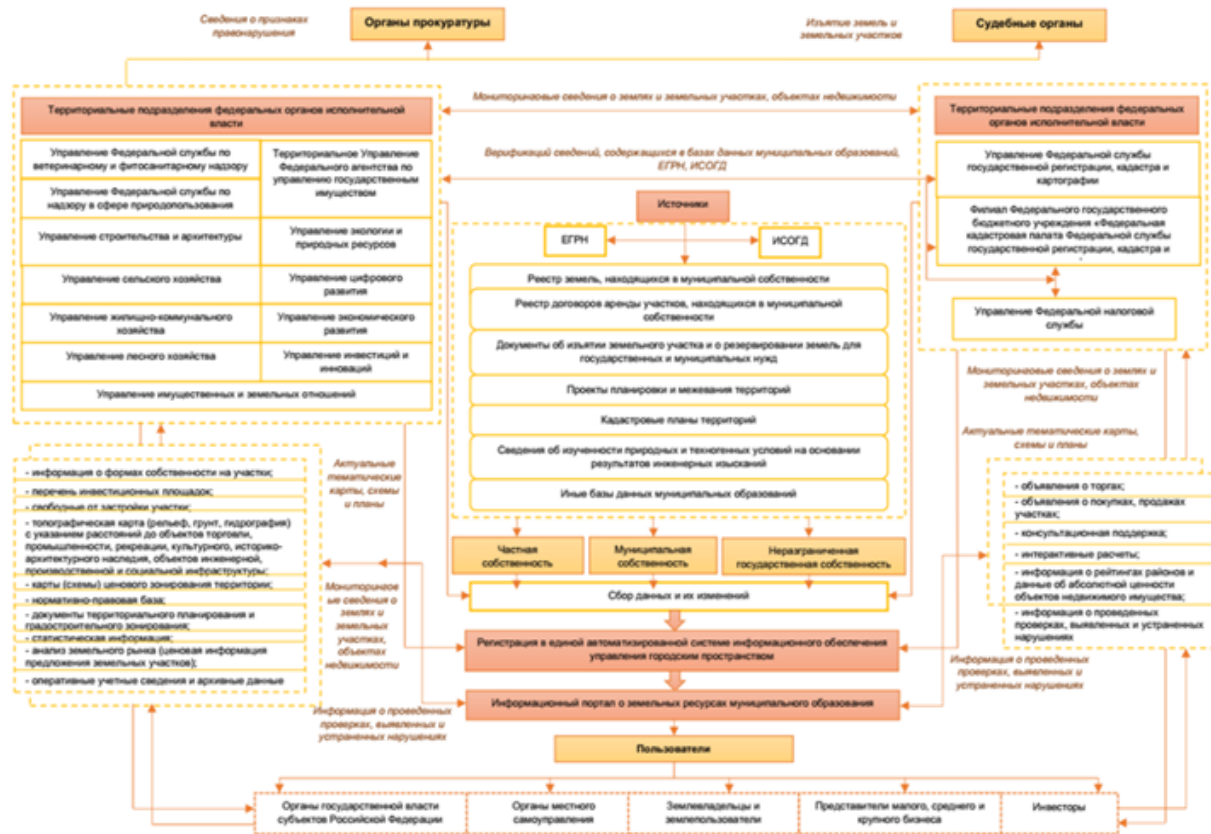 Сведения о признаках
правонарушения
Органы прокуратуры
Изъятие земель и
земельных участков
Судебные органы
Территориальные подразделения федеральных органов исполнительной
власти
Управление Федеральной службы по
ветеринарному и фитосанитарному надзору
Управление Федеральной службы по
надзору в сфере природопользования
Территориальное Управление
Федерального агентства по
управлению государственным
имуществом
Управление строительства и архитектуры
Управление экологии и
природных ресурсов
Управление сельского хозяйства
Управление цифрового
развития
Управление жилищно-коммунального
хозяйства
Управление экономического
развития
Управление лесного хозяйства
Управление инвестиций и
инноваций
Управление имущественных и земельных отношений
Мониторинговые сведения о землях и земельных участках, объектах недвижимости
Верификаций сведений, содержащихся в базах данных муниципальных образований,
ЕГРН, ИСОГД
Источники
ЕГРН
ИСОГД
Реестр земель, находящихся в муниципальной собственности
Реестр договоров аренды участков, находящихся в муниципальной
собственности
Документы об изъятии земельного участка и о резервировании земель для
государственных и муниципальных нужд
Проекты планировки и межевания территорий
Кадастровые планы территорий
Сведения об изученности природных и техногенных условий на основании
результатов инженерных изысканий
Иные базы данных муниципальных образований
Территориальные подразделения федеральных
органов исполнительной власти
Управление Федеральной службы
государственной регистрации, кадастра и
картографии
Филиал Федерального государственного
бюджетного учреждения «Федеральная
кадастровая палата Федеральной службы
государственной регистрации, кадастра и
Управление Федеральной налоговой
службы
Мониторинговые сведения о землях и
земельных участках, объектах
недвижимости
Актуальные тематические карты,
схемы и планы
- информация о формах собственности на участки;
- перечень инвестиционных площадок;
- свободные от застройки участки;
- топографическая карта (рельеф, грунт, гидрография)
с указанием расстояний до объектов торговли,
промышленности, рекреации, культурного, историко-
архитектурного наследия, объектов инженерной,
производственной и социальной инфраструктуры;
- карты (схемы) ценового зонирования территории;
- нормативно-правовая база;
- документы территориального планирования и
градостроительного зонирования;
- статистическая информация;
- анализ земельного рынка (ценовая информация
предложения земельных участков);
- оперативные учетные сведения и архивные данные
Актуальные
тематические
карты, схемы
и планы
Мониторингов
ые сведения о
землях и
земельных
участках,
объектах
недвижимости
Информация о проведенных
проверках, выявленных и
устраненных нарушениях
Частная
собственность
Муниципальная
собственность
Неразграниченная
государственная собственность
Сбор данных и их изменений
Регистрация в единой автоматизированной системе информационного обеспечения
управления городским пространством
Информационный портал о земельных ресурсах муниципального образования
- объявления о торгах;
- объявления о покупках, продажах
участках;
- консультационная поддержка;
- интерактивные расчеты;
- информация о рейтингах районов и
данные об абсолютной ценности
объектов недвижимого имущества;
- информация о проведенных
проверках, выявленных и устраненных
нарушениях
Информация о проведенных
проверках, выявленных и
устраненных нарушениях
Пользователи
Органы государственной власти
субъектов Российской Федерации
Органы местного
самоуправления
Землевладельцы и
землепользователи
Представители малого, среднего и
крупного бизнеса
Инвесторы